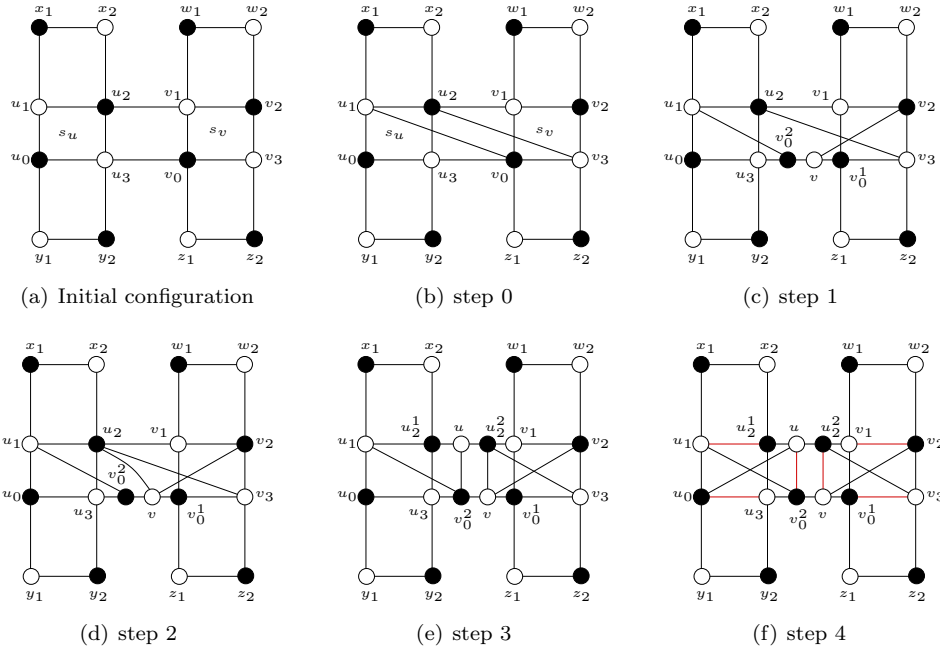 x₁ x₂ w₁ w₂ x₁ x₂ w₁ w₂ x₁ x₂ w₁ w₂
u₁ u₂ v₁ v₂ u₁ u₂ v₁ v₂ u₁ u₂ v₁ v₂
s_u s_v s_u s_v v₀²
u₀ u₃ v₀ v₃ u₀ u₃ v₀ v₃ u₀ u₃ v v₀¹ v₃
y₁ y₂ z₁ z₂ y₁ y₂ z₁ z₂ y₁ y₂ z₁ z₂
(a) Initial configuration (b) step 0 (c) step 1
x₁ x₂ w₁ w₂ x₁ x₂ w₁ w₂ x₁ x₂ w₁ w₂
u₁ u₂ v₁ v₂ u₁ u₂¹ u u₂² v₁ v₂ u₁ u₂¹ u u₂² v₁ v₂
u₀ u₃ v₀² v v₀¹ v₃ u₀ u₃ v₀² v v₀¹ v₃ u₀ u₃ v₀² v v₀¹ v₃
y₁ y₂ z₁ z₂ y₁ y₂ z₁ z₂ y₁ y₂ z₁ z₂
(d) step 2 (e) step 3 (f) step 4